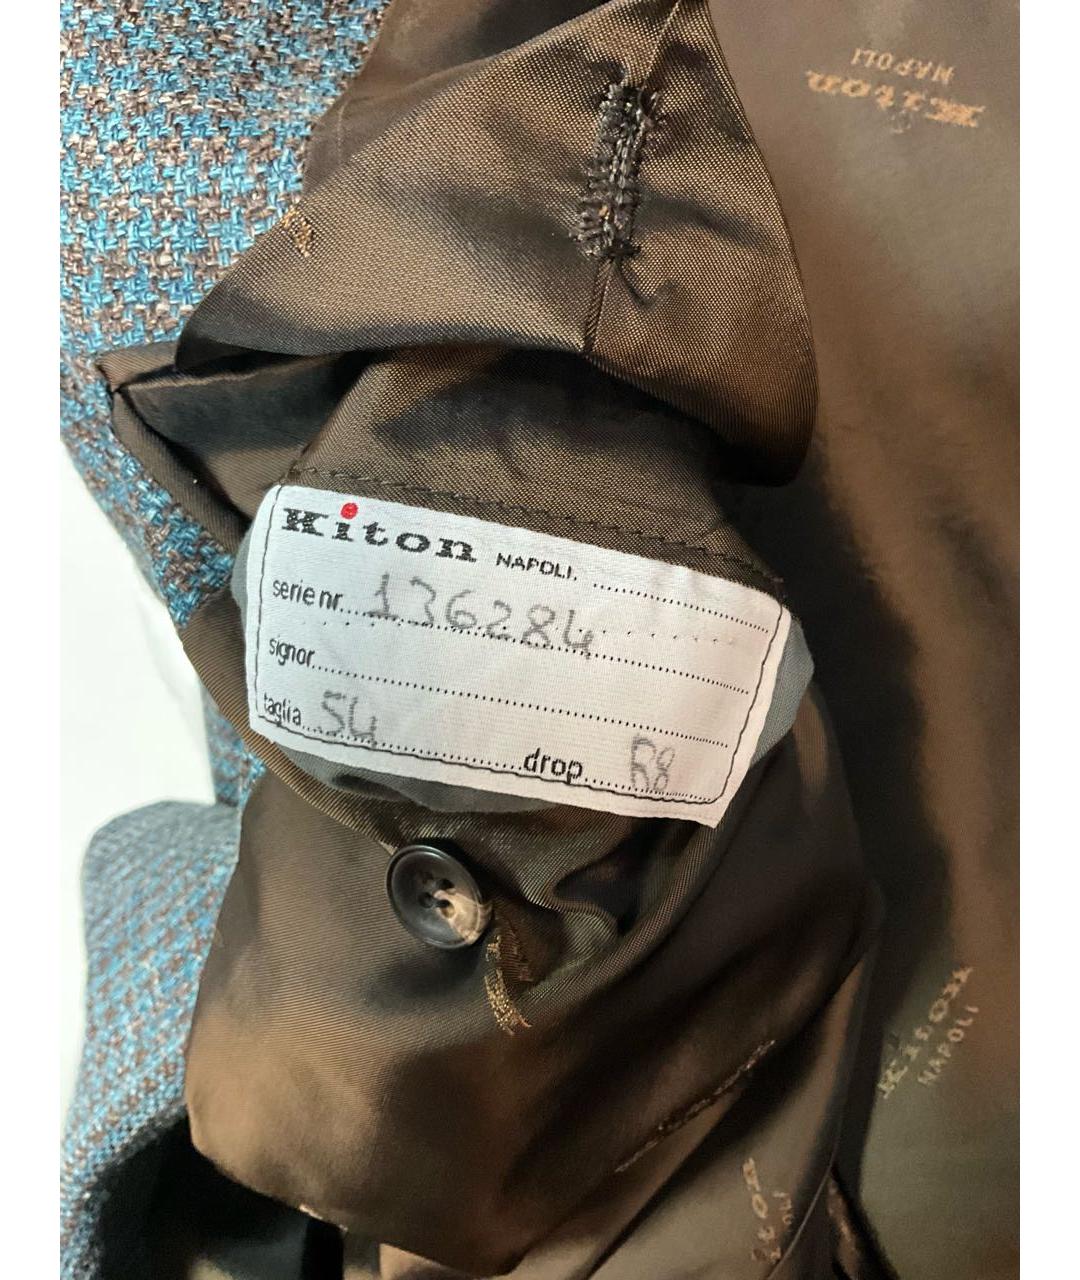 Kiton
NAPOLI
Kiton NAPOLI.
serie nr. 136284
signor
taglia 54
drop R8
Kiton
NAPOLI